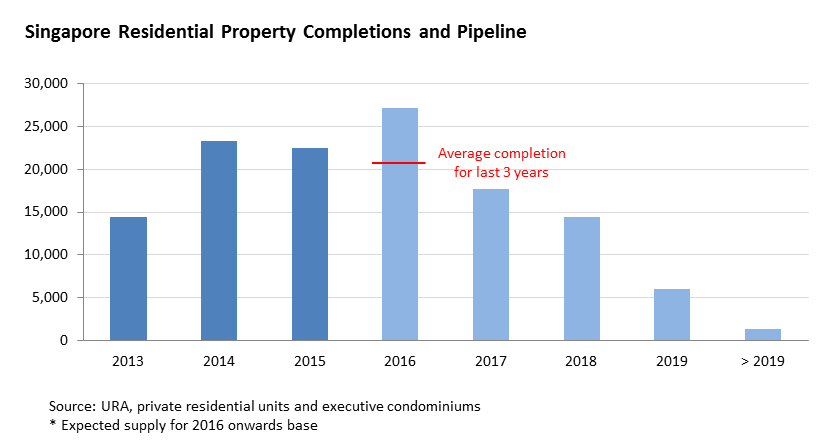 Singapore Residential Property Completions and Pipeline
30,000
25,000
20,000
15,000
10,000
5,000
0
Average completion
for last 3 years
2013 2014 2015 2016 2017 2018 2019 > 2019
Source: URA, private residential units and executive condominiums
* Expected supply for 2016 onwards base